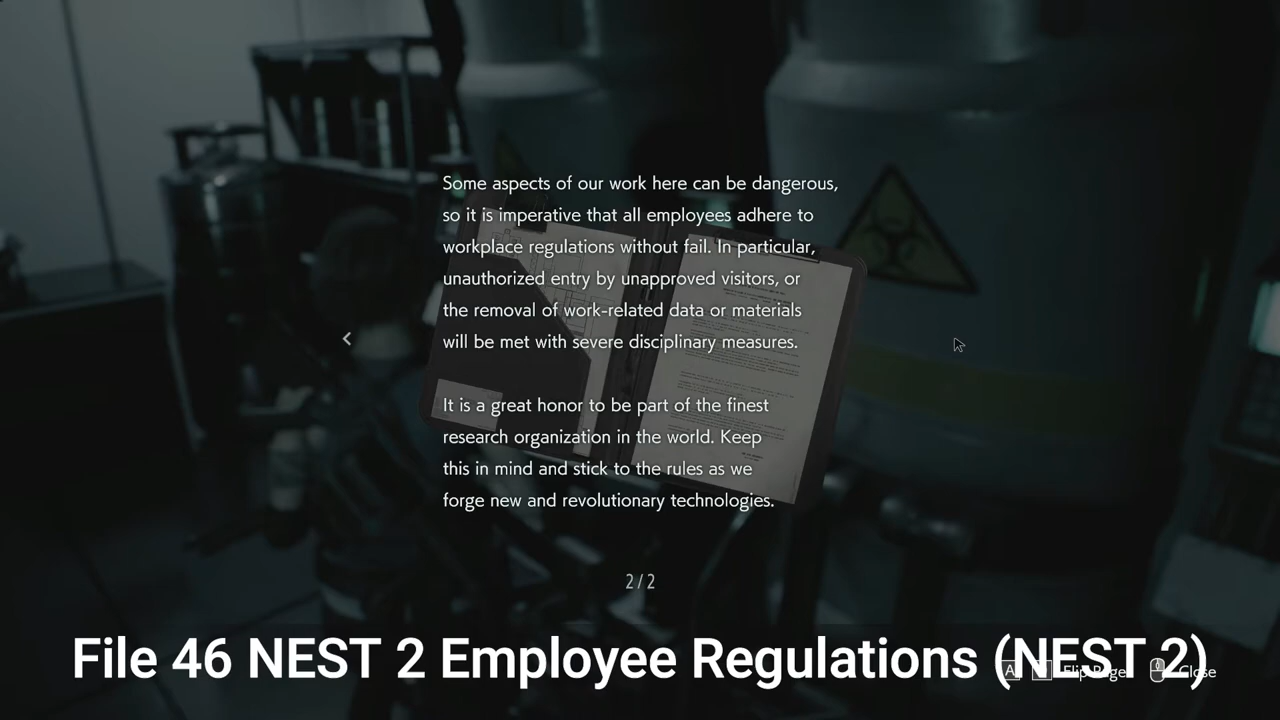 Some aspects of our work here can be dangerous,
so it is imperative that all employees adhere to
workplace regulations without fail. In particular,
unauthorized entry by unapproved visitors, or
the removal of work-related data or materials
will be met with severe disciplinary measures.
It is a great honor to be part of the finest
research organization in the world. Keep
this in mind and stick to the rules as we
forge new and revolutionary technologies.
2 / 2
File 46 NEST 2 Employee Regulations (NEST 2)
A Flip Page Close